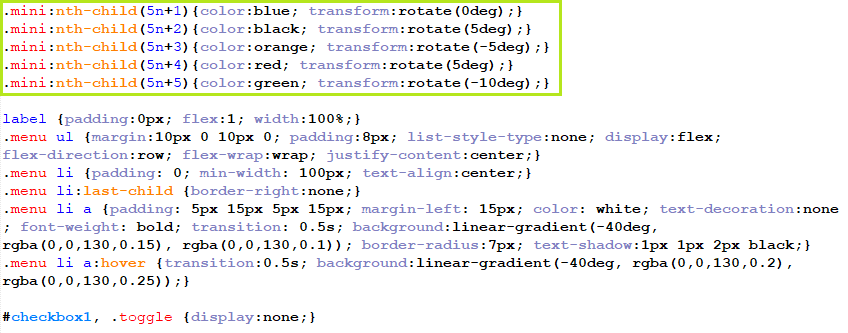 .mini:nth-child(5n+1){color:blue; transform:rotate(0deg);}
.mini:nth-child(5n+2){color:black; transform:rotate(5deg);}
.mini:nth-child(5n+3){color:orange; transform:rotate(-5deg);}
.mini:nth-child(5n+4){color:red; transform:rotate(5deg);}
.mini:nth-child(5n+5){color:green; transform:rotate(-10deg);}
label {padding:0px; flex:1; width:100%;}
.menu ul {margin:10px 0 10px 0; padding:8px; list-style-type:none; display:flex;
flex-direction:row; flex-wrap:wrap; justify-content:center;}
.menu li {padding: 0; min-width: 100px; text-align:center;}
.menu li:last-child {border-right:none;}
.menu li a {padding: 5px 15px 5px 15px; margin-left: 15px; color: white; text-decoration:none
; font-weight: bold; transition: 0.5s; background:linear-gradient(-40deg,
rgba(0,0,130,0.15), rgba(0,0,130,0.1)); border-radius:7px; text-shadow:1px 1px 2px black;}
.menu li a:hover {transition:0.5s; background:linear-gradient(-40deg, rgba(0,0,130,0.2),
rgba(0,0,130,0.25));}
#checkbox1, .toggle {display:none;}